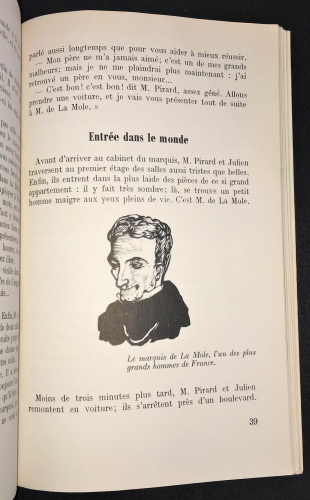 parlé aussi longtemps que pour vous aider à mieux réussir.
— Mon père ne m'a jamais aimé; c'est un de mes grands
malheurs; mais je ne me plaindrai plus maintenant : j'ai
retrouvé un père en vous, monsieur...
— C'est bon! c'est bon! dit M. Pirard, assez gêné. Allons
prendre une voiture, et je vais vous présenter tout de suite
à M. de La Mole. »
Entrée dans le monde
Avant d'arriver au cabinet du marquis, M. Pirard et Julien
traversent au premier étage des salles aussi tristes que belles.
Enfin, ils entrent dans la plus laide des pièces de ce si grand
appartement : il y fait très sombre; là, se trouve un petit
homme maigre aux yeux pleins de vie. C'est M. de La Mole.
Le marquis de La Mole, l'un des plus
grands hommes de France.
Moins de trois minutes plus tard, M. Pirard et Julien
remontent en voiture; ils s'arrêtent près d'un boulevard.
39